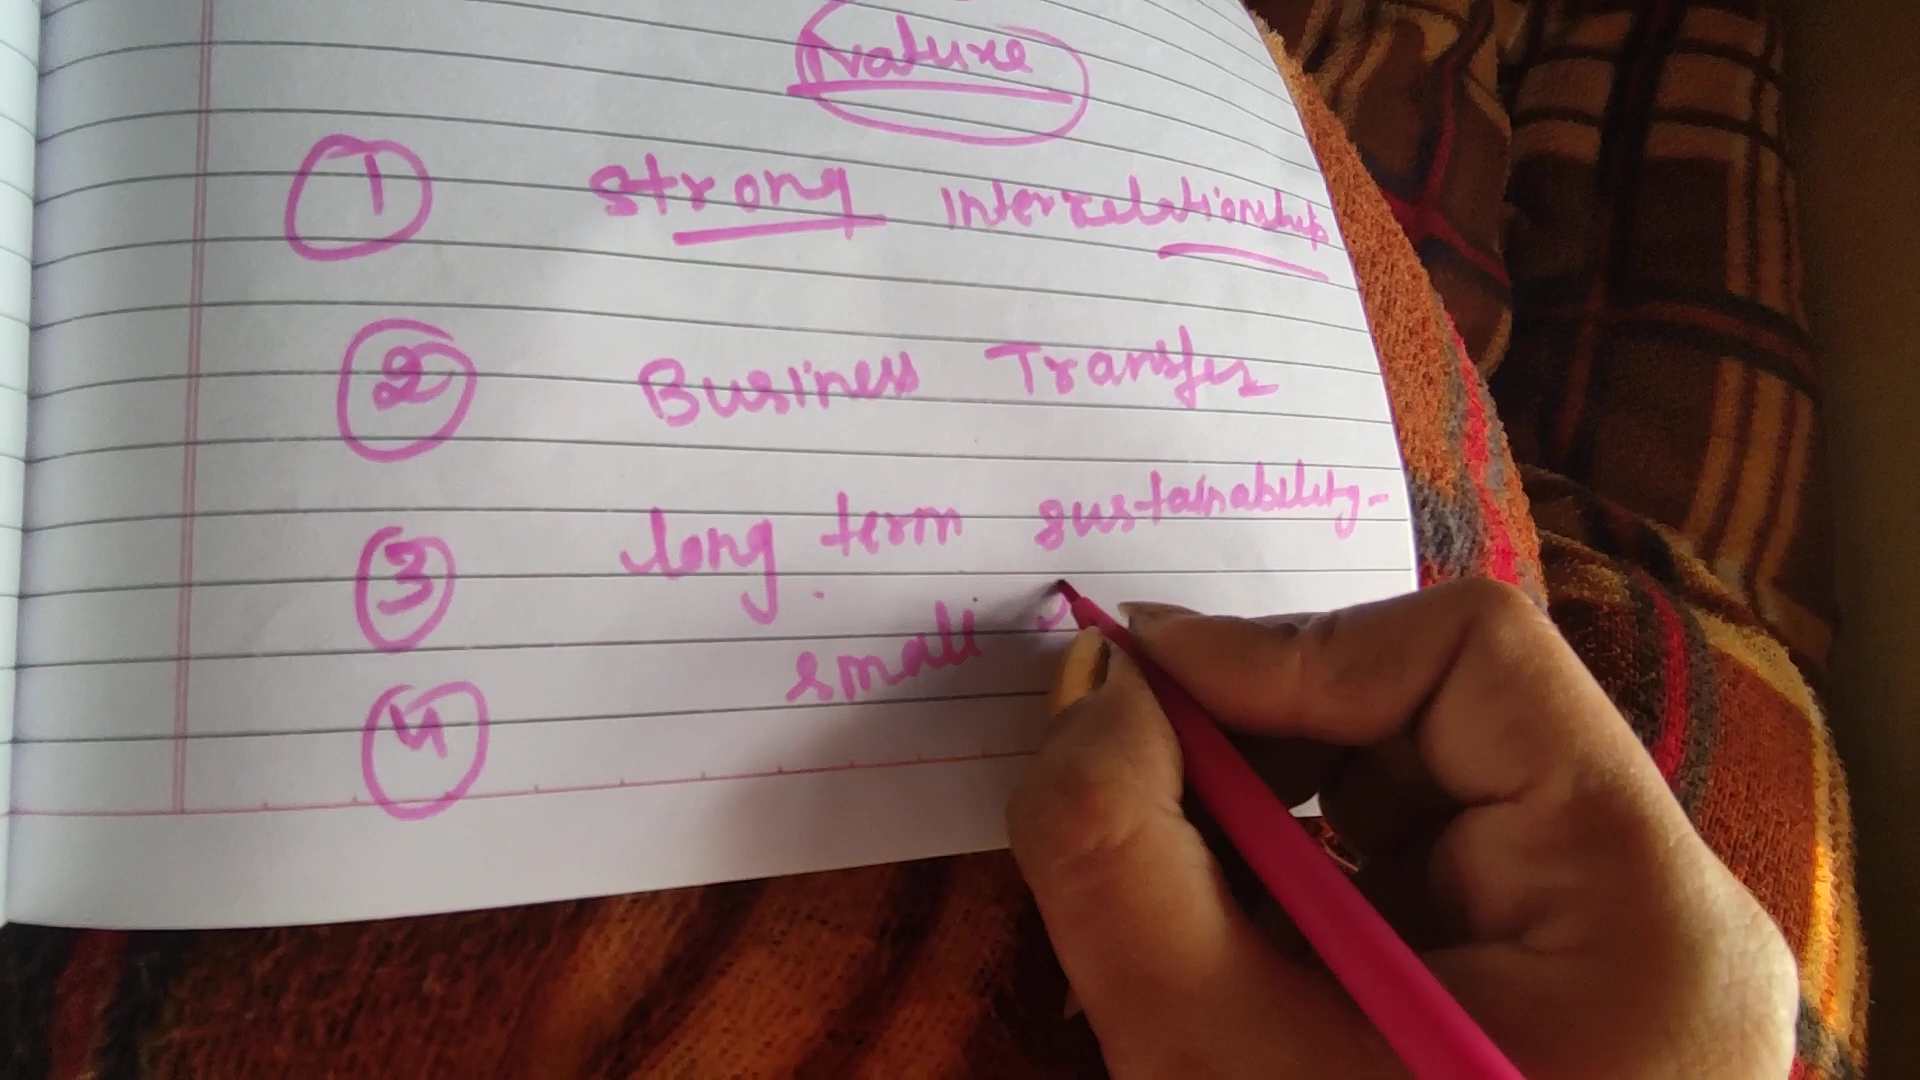 Nature
① Strong Interrelationship
② Business Transfer
③ long term sustainability-
④ small